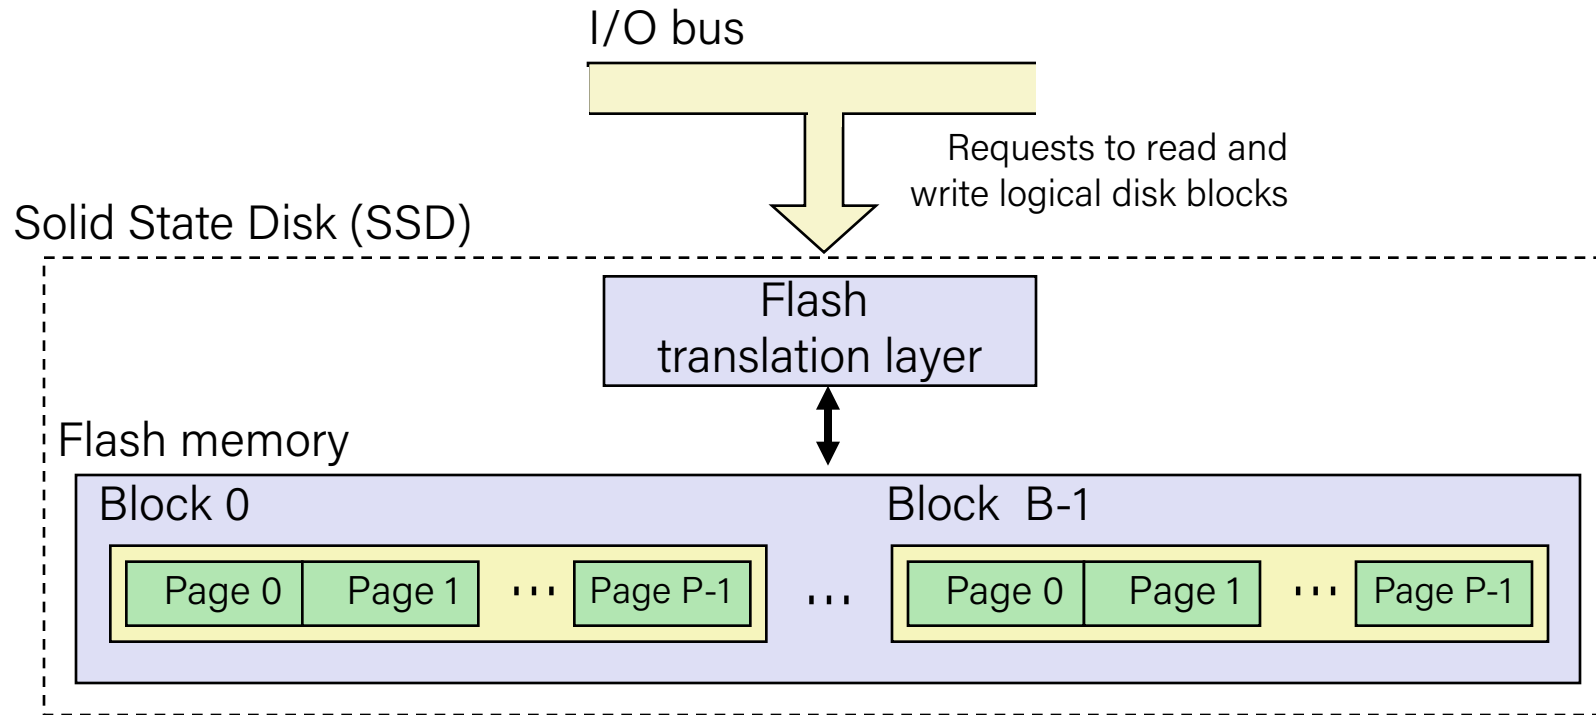 I/O bus
Requests to read and
write logical disk blocks
Solid State Disk (SSD)
Flash
translation layer
Flash memory
Block 0
Block B-1
Page 0 Page 1 … Page P-1 … Page 0 Page 1 … Page P-1